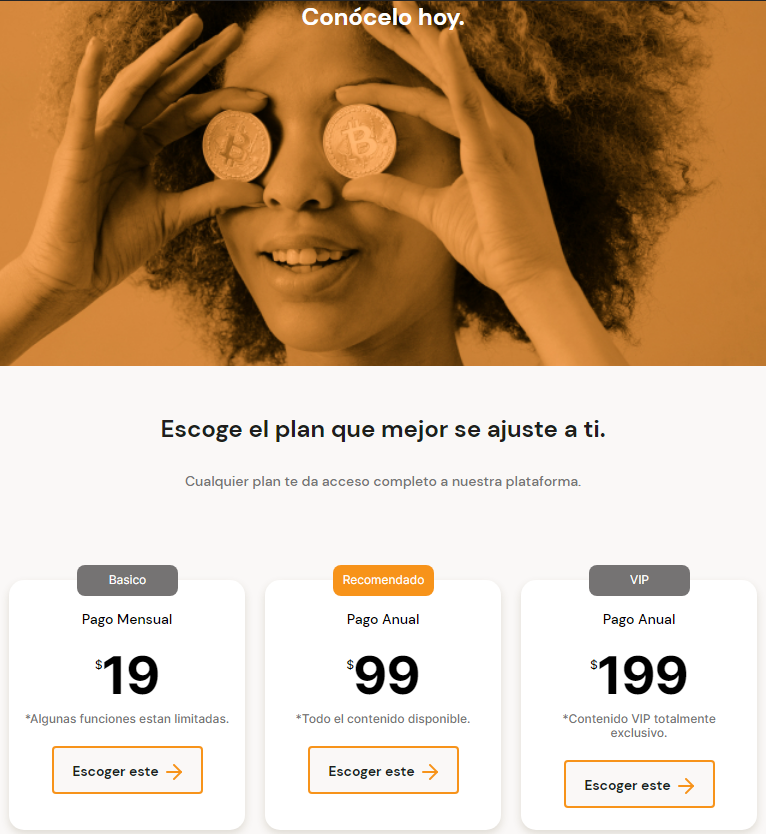 Conócelo hoy.
Escoge el plan que mejor se ajuste a ti.
Cualquier plan te da acceso completo a nuestra plataforma.
Basico
Pago Mensual
$19
*Algunas funciones estan limitadas.
Escoger este
Recomendado
Pago Anual
$99
*Todo el contenido disponible.
Escoger este
VIP
Pago Anual
$199
*Contenido VIP totalmente
exclusivo.
Escoger este